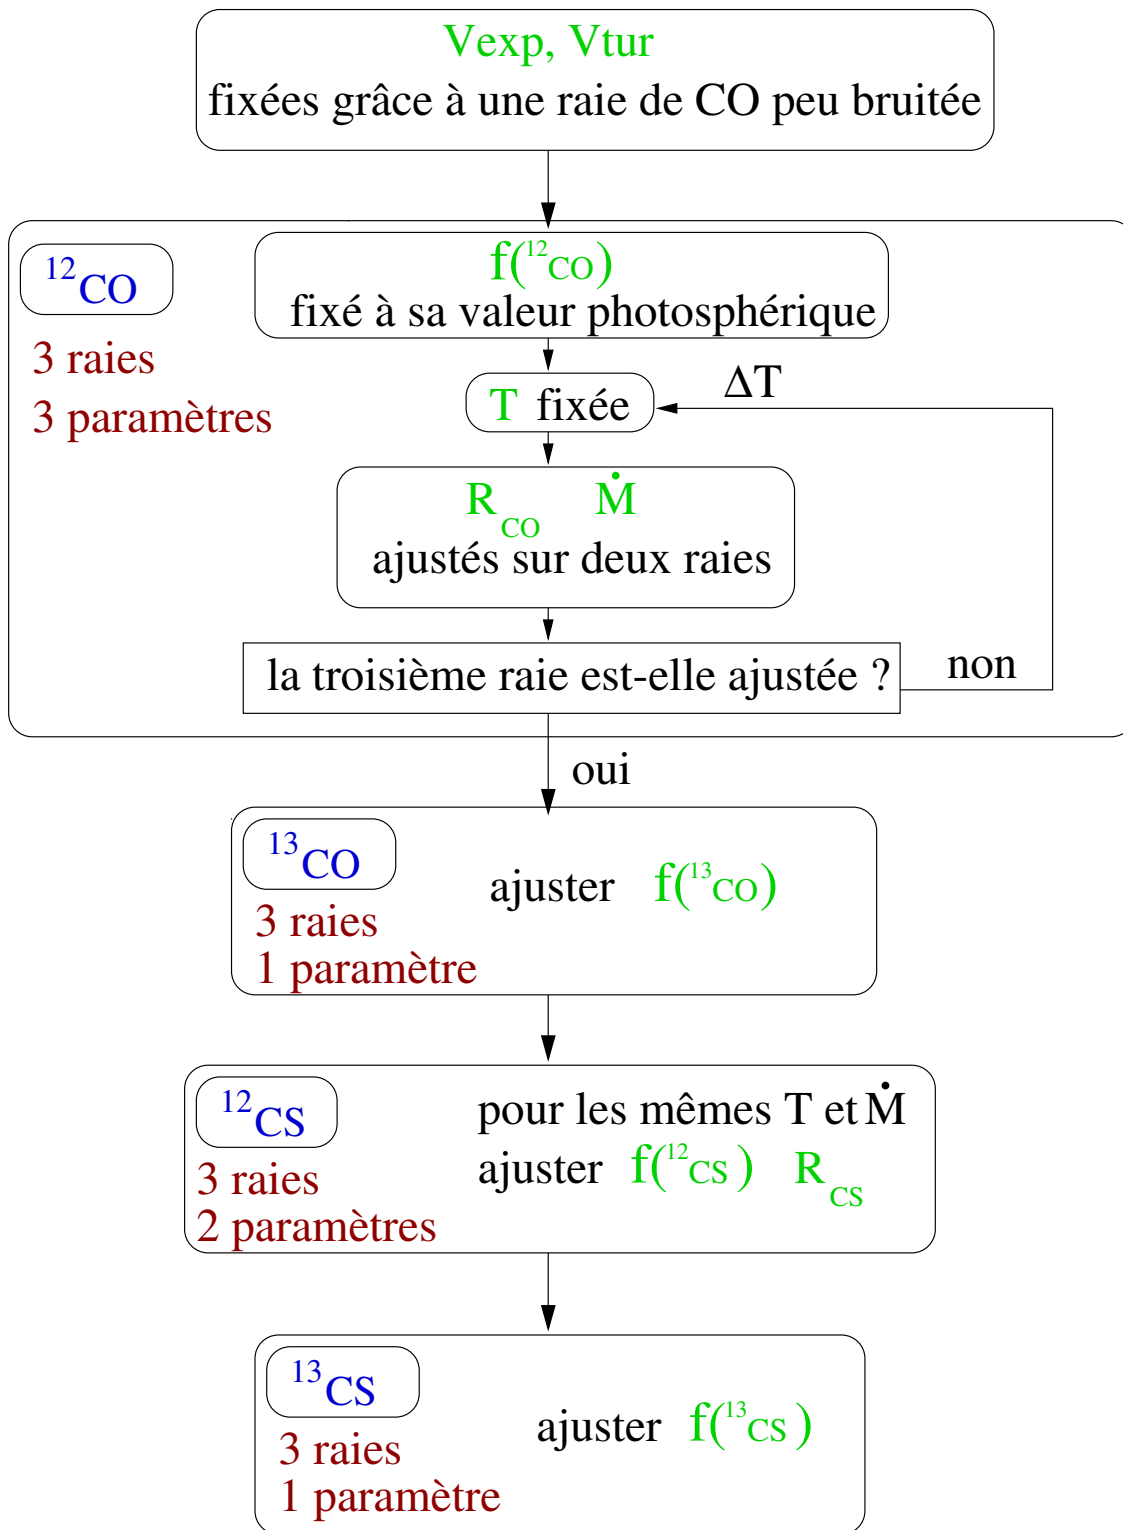 Vexp, Vtur
fixées grâce à une raie de CO peu bruitée
¹²CO
3 raies
3 paramètres
f(¹²CO)
fixé à sa valeur photosphérique
T fixée
ΔT
R_CO Ṁ
ajustés sur deux raies
la troisième raie est-elle ajustée ?
non
oui
¹³CO
3 raies
1 paramètre
ajuster f(¹³CO)
¹²CS
3 raies
2 paramètres
pour les mêmes T et Ṁ
ajuster f(¹²CS) R_CS
¹³CS
3 raies
1 paramètre
ajuster f(¹³CS)